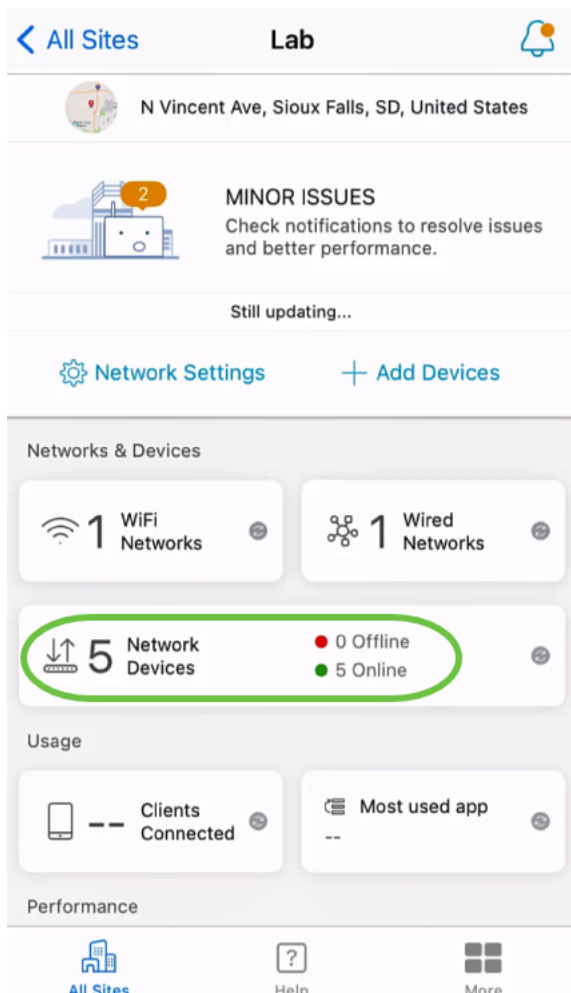 All Sites
Lab
N Vincent Ave, Sioux Falls, SD, United States
2
MINOR ISSUES
Check notifications to resolve issues
and better performance.
Still updating...
Network Settings
Add Devices
Networks & Devices
1 WiFi
Networks
1 Wired
Networks
5 Network
Devices
0 Offline
5 Online
Usage
-- Clients
Connected
Most used app
--
Performance
All Sites
?
Help
More